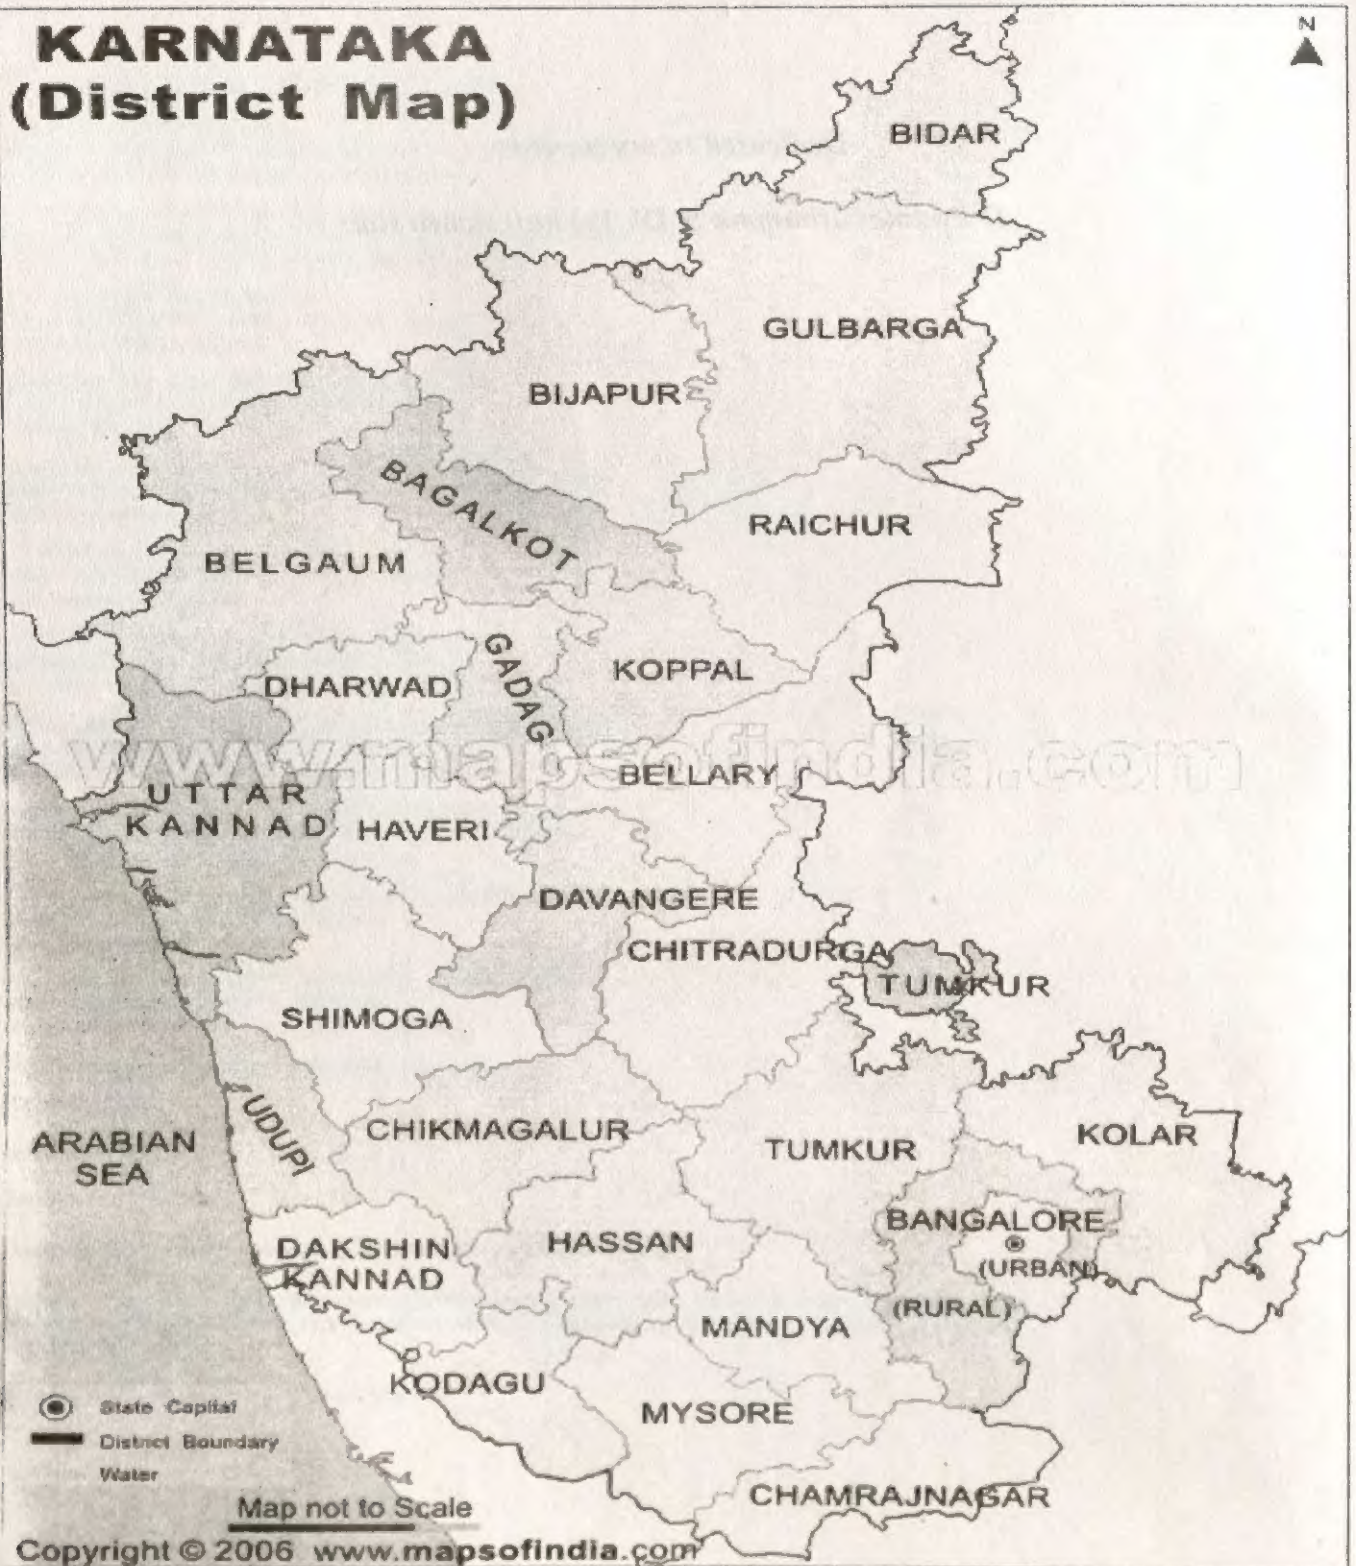 KARNATAKA
(District Map)
N
BIDAR
GULBARGA
BIJAPUR
BAGALKOT
RAICHUR
BELGAUM
GADAG
KOPPAL
DHARWAD
www.mapsofindia.com
BELLARY
UTTAR
KANNAD
HAVERI
DAVANGERE
CHITRADURGA
TUMKUR
SHIMOGA
UDUPI
CHIKMAGALUR
ARABIAN
SEA
TUMKUR
KOLAR
BANGALORE
(URBAN)
(RURAL)
HASSAN
DAKSHIN
KANNAD
MANDYA
KODAGU
MYSORE
CHAMRAJNAGAR
State Capital
District Boundary
Water
Map not to Scale
Copyright © 2006 www.mapsofindia.com